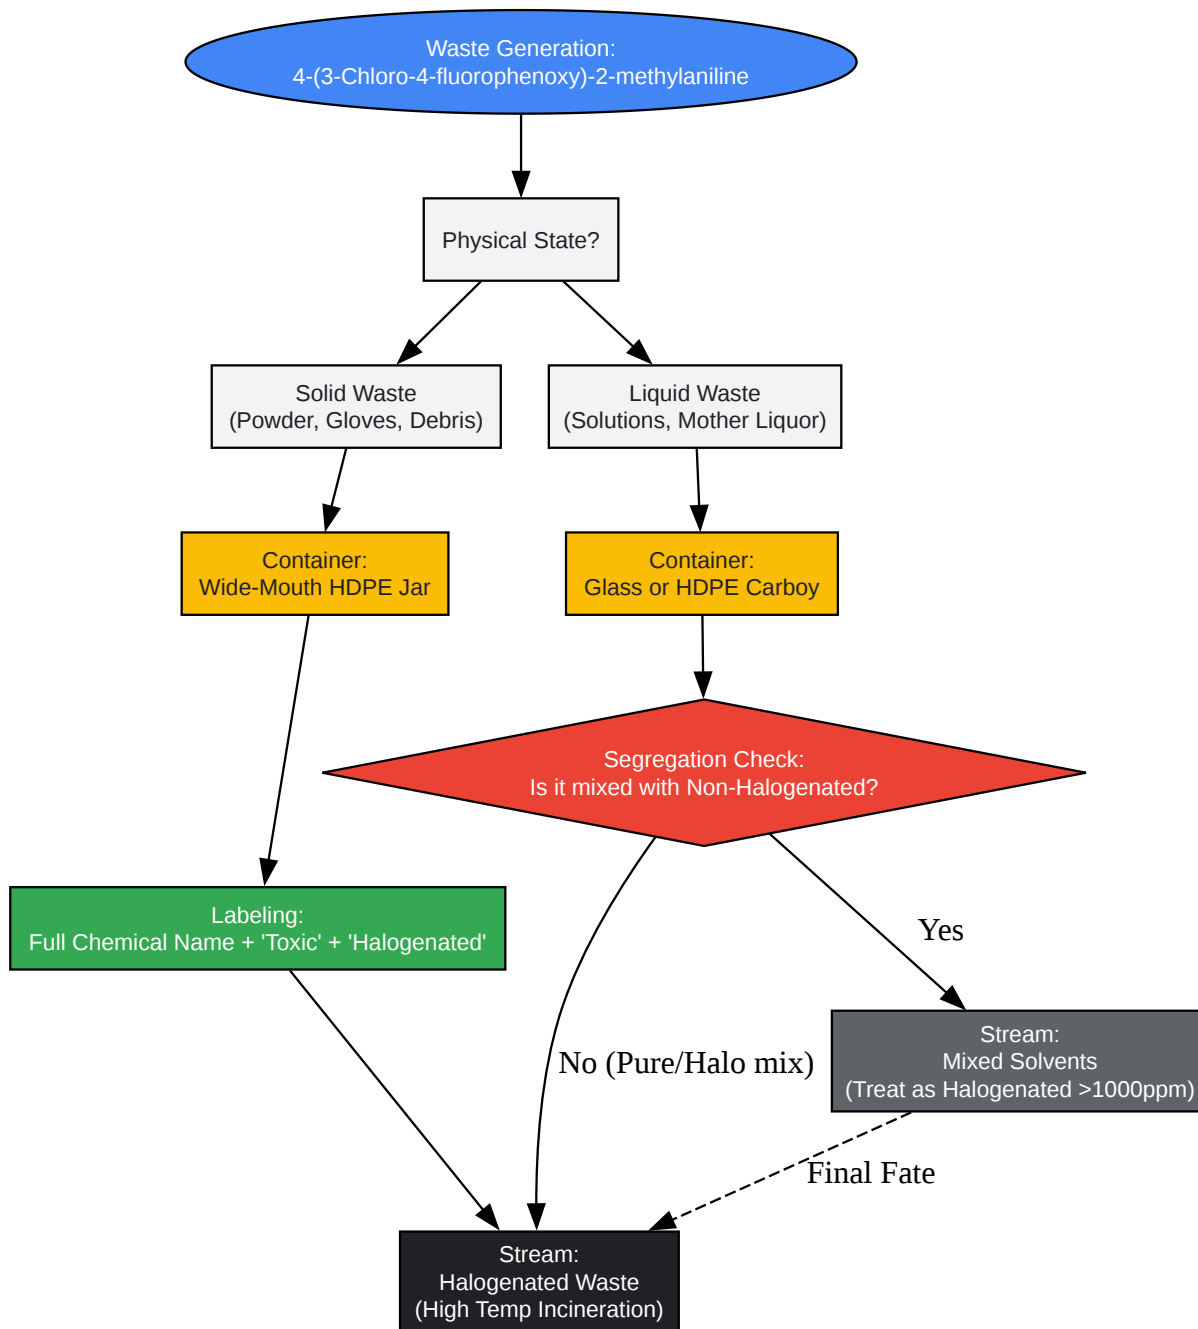 Waste Generation:
4-(3-Chloro-4-fluorophenoxy)-2-methylaniline
Physical State?
Solid Waste
(Powder, Gloves, Debris)
Liquid Waste
(Solutions, Mother Liquor)
Container:
Wide-Mouth HDPE Jar
Container:
Glass or HDPE Carboy
Segregation Check:
Is it mixed with Non-Halogenated?
Labeling:
Full Chemical Name + 'Toxic' + 'Halogenated'
Yes
No (Pure/Halo mix)
Stream:
Mixed Solvents
(Treat as Halogenated >1000ppm)
Final Fate
Stream:
Halogenated Waste
(High Temp Incineration)